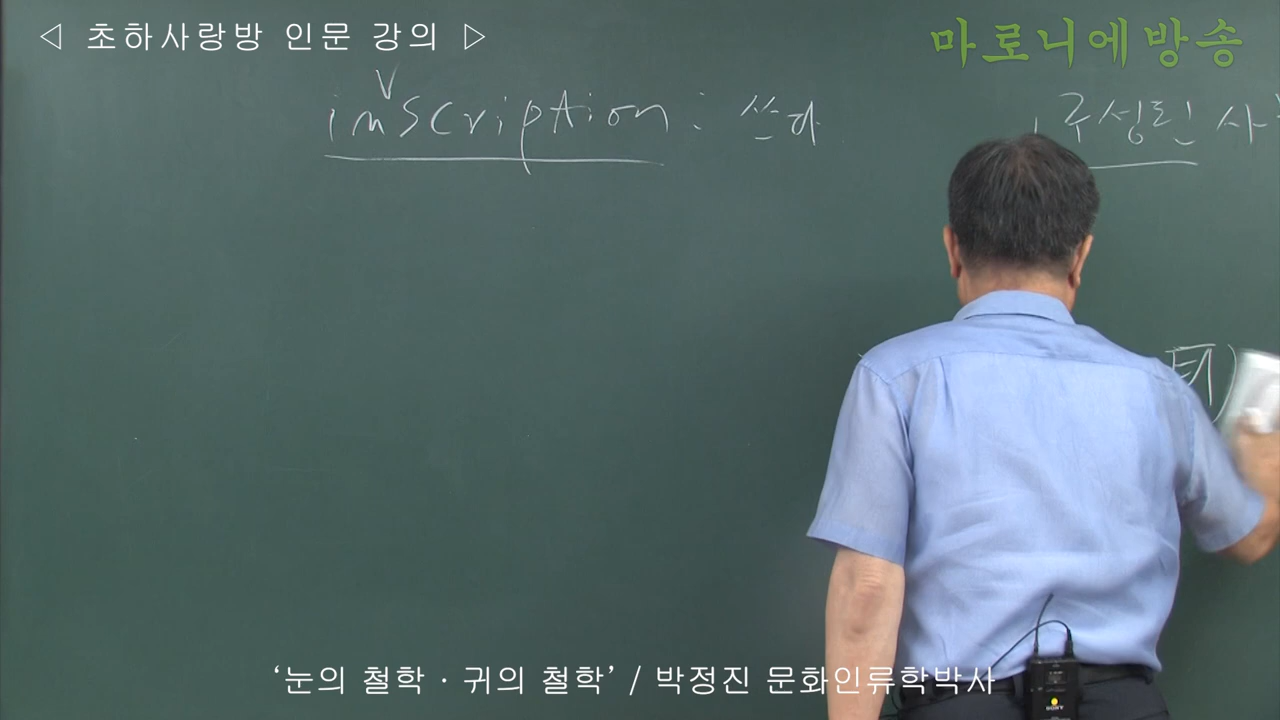 ◁ 초하사랑방 인문 강의 ▷
마로니에방송
inscription : 쓰다
구성된 사
‘눈의 철학 · 귀의 철학’ / 박정진 문화인류학박사
SONY